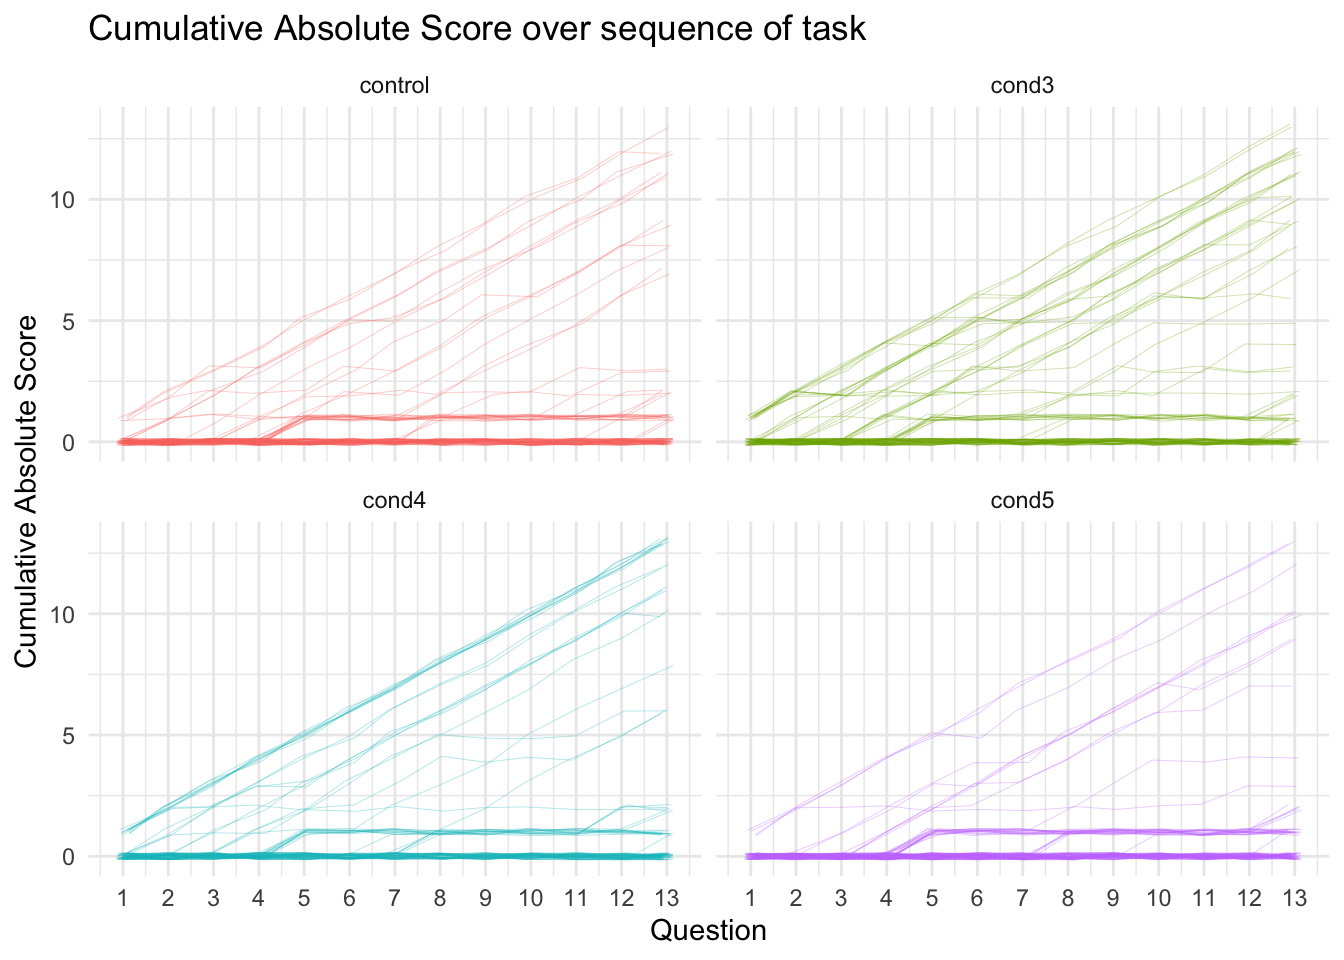 Cumulative Absolute Score over sequence of task
control
cond3
10
5
0
cond4
cond5
10
5
0
1 2 3 4 5 6 7 8 9 10 11 12 13
1 2 3 4 5 6 7 8 9 10 11 12 13
Question
Cumulative Absolute Score